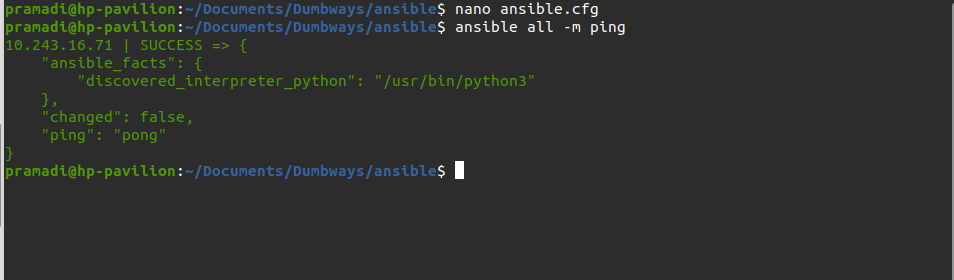 pramadi@hp-pavilion:~/Documents/Dumbways/ansible$ nano ansible.cfg
pramadi@hp-pavilion:~/Documents/Dumbways/ansible$ ansible all -m ping
10.243.16.71 | SUCCESS => {
    "ansible_facts": {
        "discovered_interpreter_python": "/usr/bin/python3"
    },
    "changed": false,
    "ping": "pong"
}
pramadi@hp-pavilion:~/Documents/Dumbways/ansible$